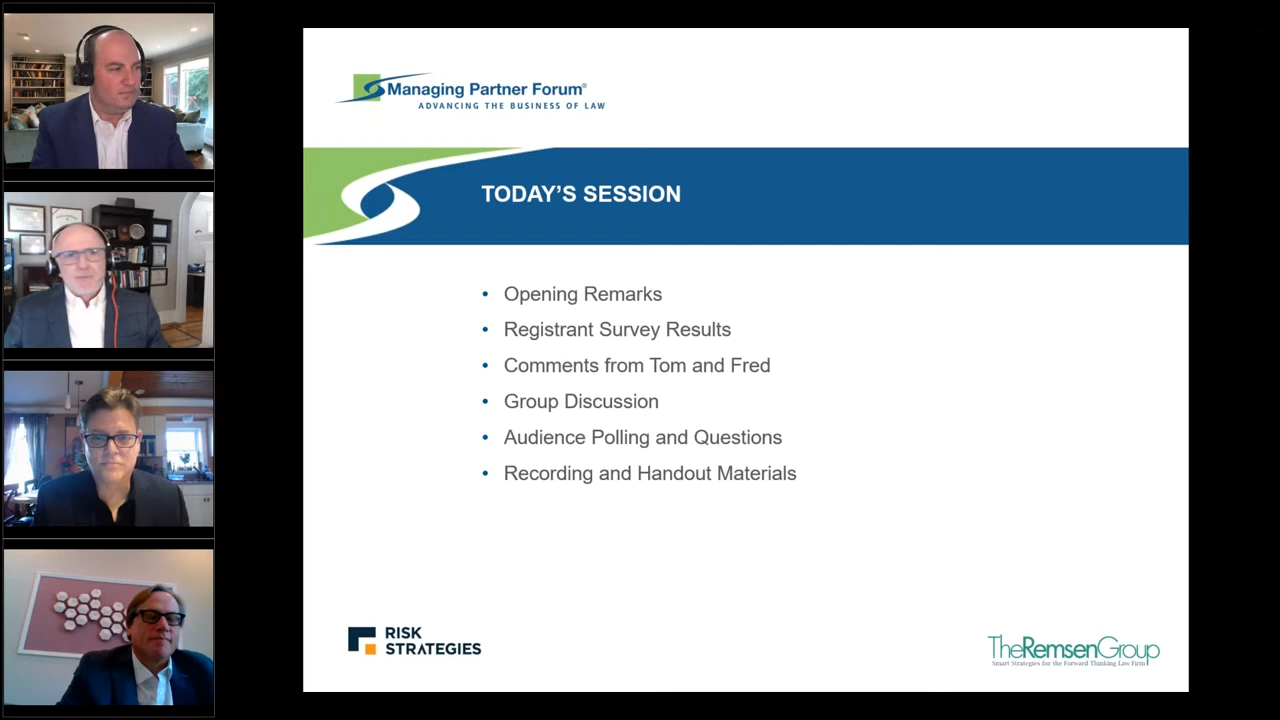 Managing Partner Forum®
ADVANCING THE BUSINESS OF LAW
TODAY'S SESSION
• Opening Remarks
• Registrant Survey Results
• Comments from Tom and Fred
• Group Discussion
• Audience Polling and Questions
• Recording and Handout Materials
RISK
STRATEGIES
TheRemsenGroup
Smart Strategies for the Forward Thinking Law Firm